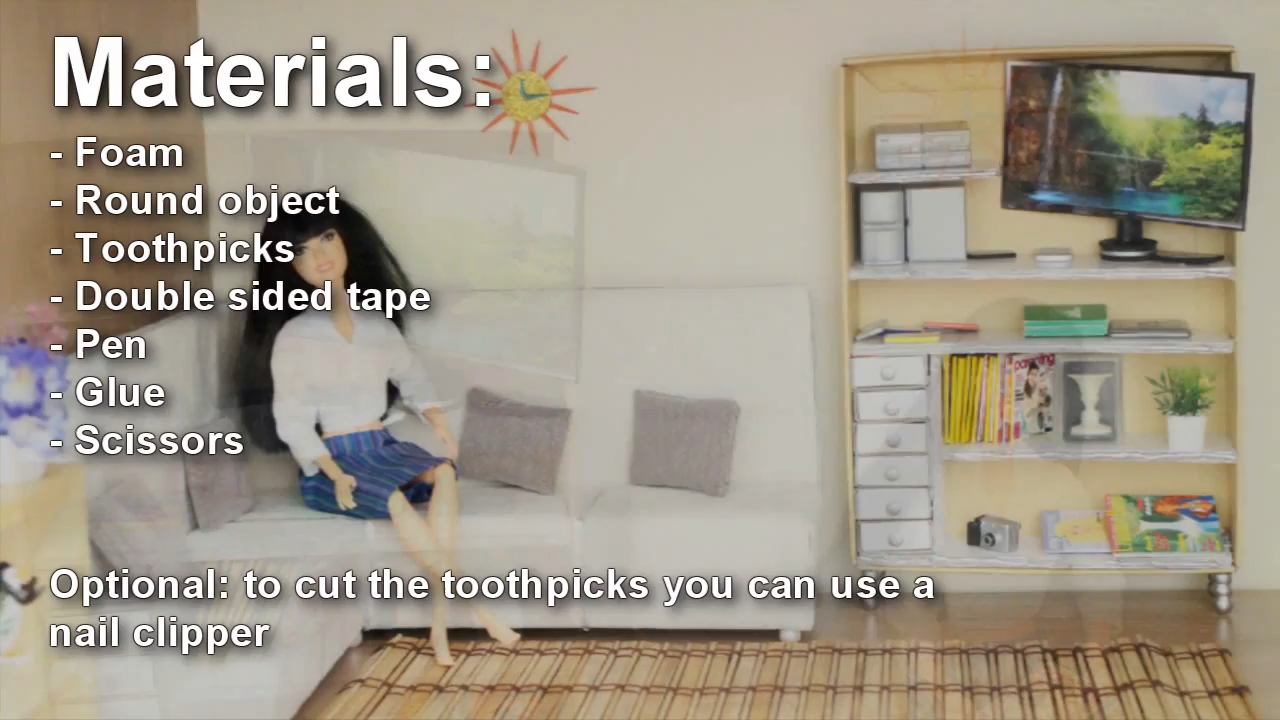 Materials:
- Foam
- Round object
- Toothpicks
- Double sided tape
- Pen
- Glue
- Scissors
parenting
Optional: to cut the toothpicks you can use a
nail clipper